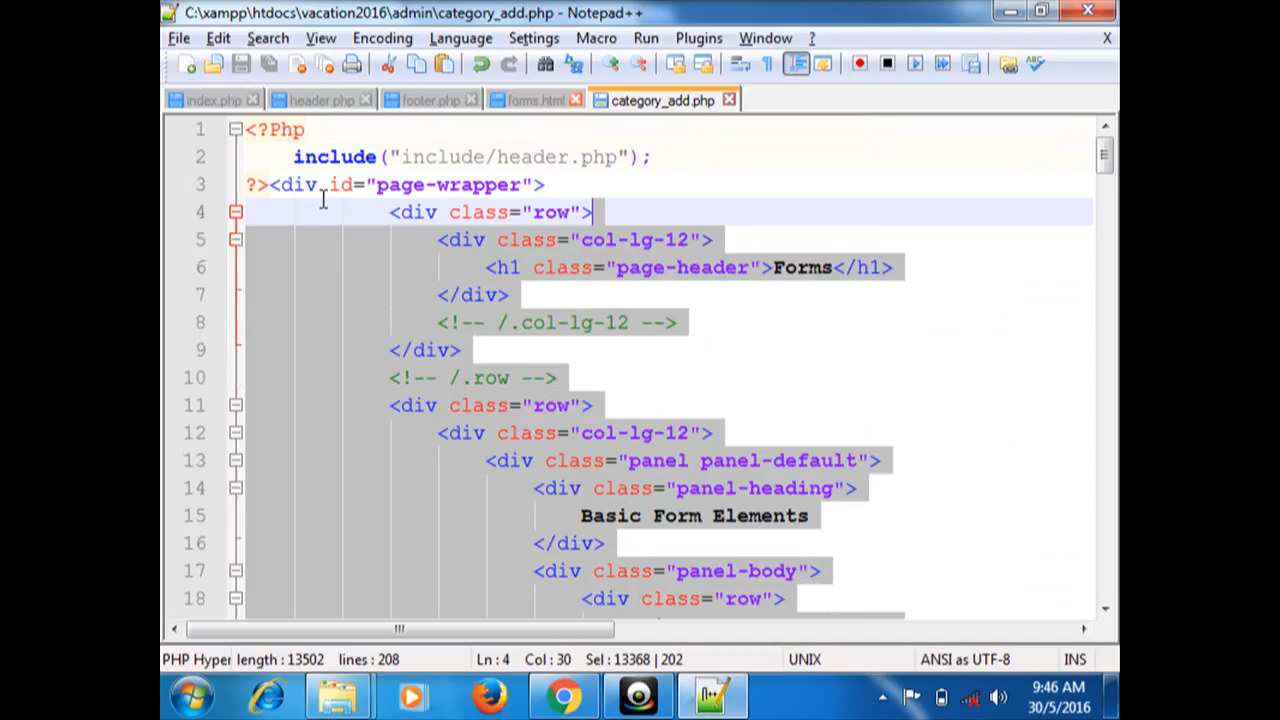 C:\xampp\htdocs\vacation2016\admin\category_add.php - Notepad++
File Edit Search View Encoding Language Settings Macro Run Plugins Window ? X
index.php header.php footer.php forms.html category_add.php
1 <?Php
2 include("include/header.php");
3 ?><div id="page-wrapper">
4 <div class="row">
5 <div class="col-lg-12">
6 <h1 class="page-header">Forms</h1>
7 </div>
8 <!-- /.col-lg-12 -->
9 </div>
10 <!-- /.row -->
11 <div class="row">
12 <div class="col-lg-12">
13 <div class="panel panel-default">
14 <div class="panel-heading">
15 Basic Form Elements
16 </div>
17 <div class="panel-body">
18 <div class="row">
PHP Hyper length : 13502 lines : 208 Ln : 4 Col : 30 Sel : 13368 | 202 UNIX ANSI as UTF-8 INS
9:46 AM
30/5/2016